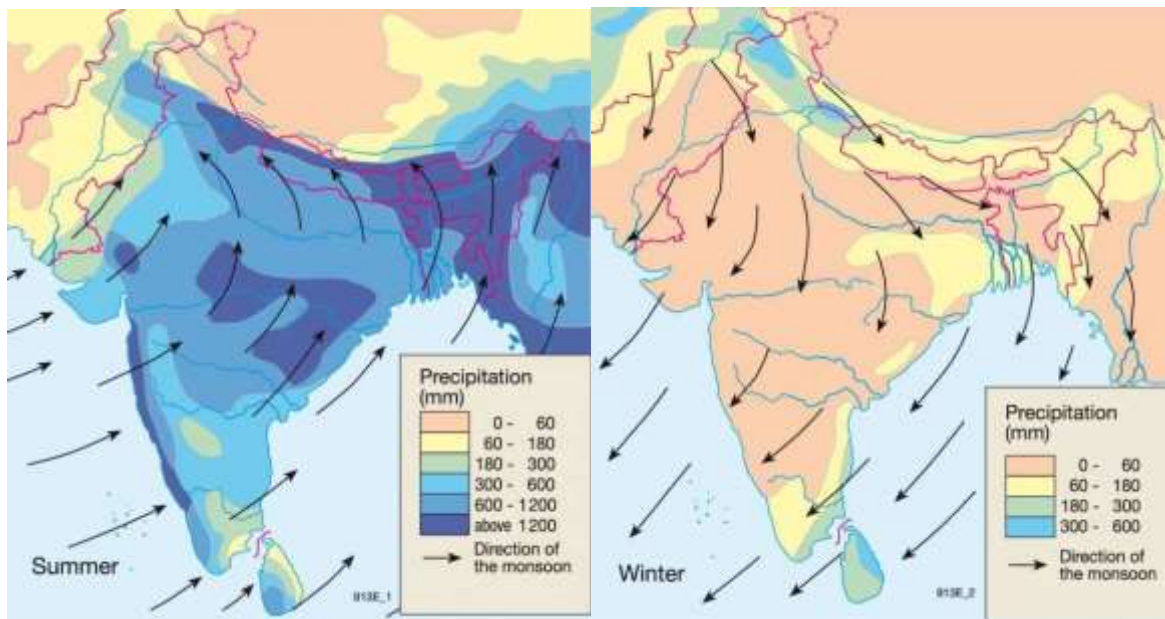 Summer
Precipitation
(mm)
0 - 60
60 - 180
180 - 300
300 - 600
600 - 1200
above 1200
Direction of
the monsoon
913E_1
Winter
Precipitation
(mm)
0 - 60
60 - 180
180 - 300
300 - 600
Direction of
the monsoon
913E_2